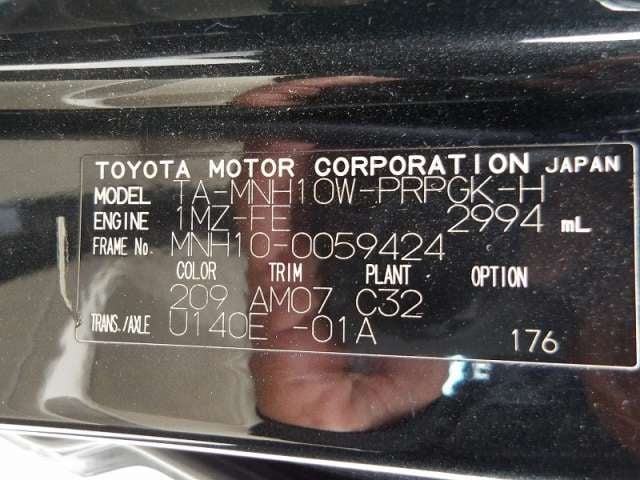 TOYOTA MOTOR CORPORATION JAPAN
MODEL TA-MNH10W-PRPGK-H
ENGINE 1MZ-FE 2994 mL
FRAME No. MNH10-0059424
COLOR TRIM PLANT OPTION
209 AM07 C32
TRANS./AXLE U140E -01A
176